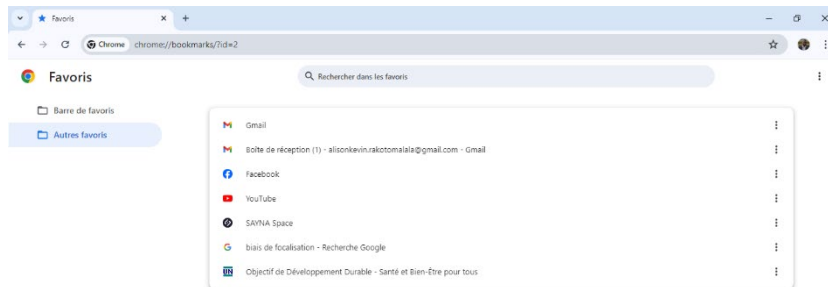 Favoris
Chrome chrome://bookmarks/?id=2
Favoris
Rechercher dans les favoris
Barre de favoris
Autres favoris
Gmail
Boîte de réception (1) - alisonkevin.rakotomalala@gmail.com - Gmail
Facebook
YouTube
SAYNA Space
biais de focalisation - Recherche Google
UN
Objectif de Développement Durable - Santé et Bien-Être pour tous